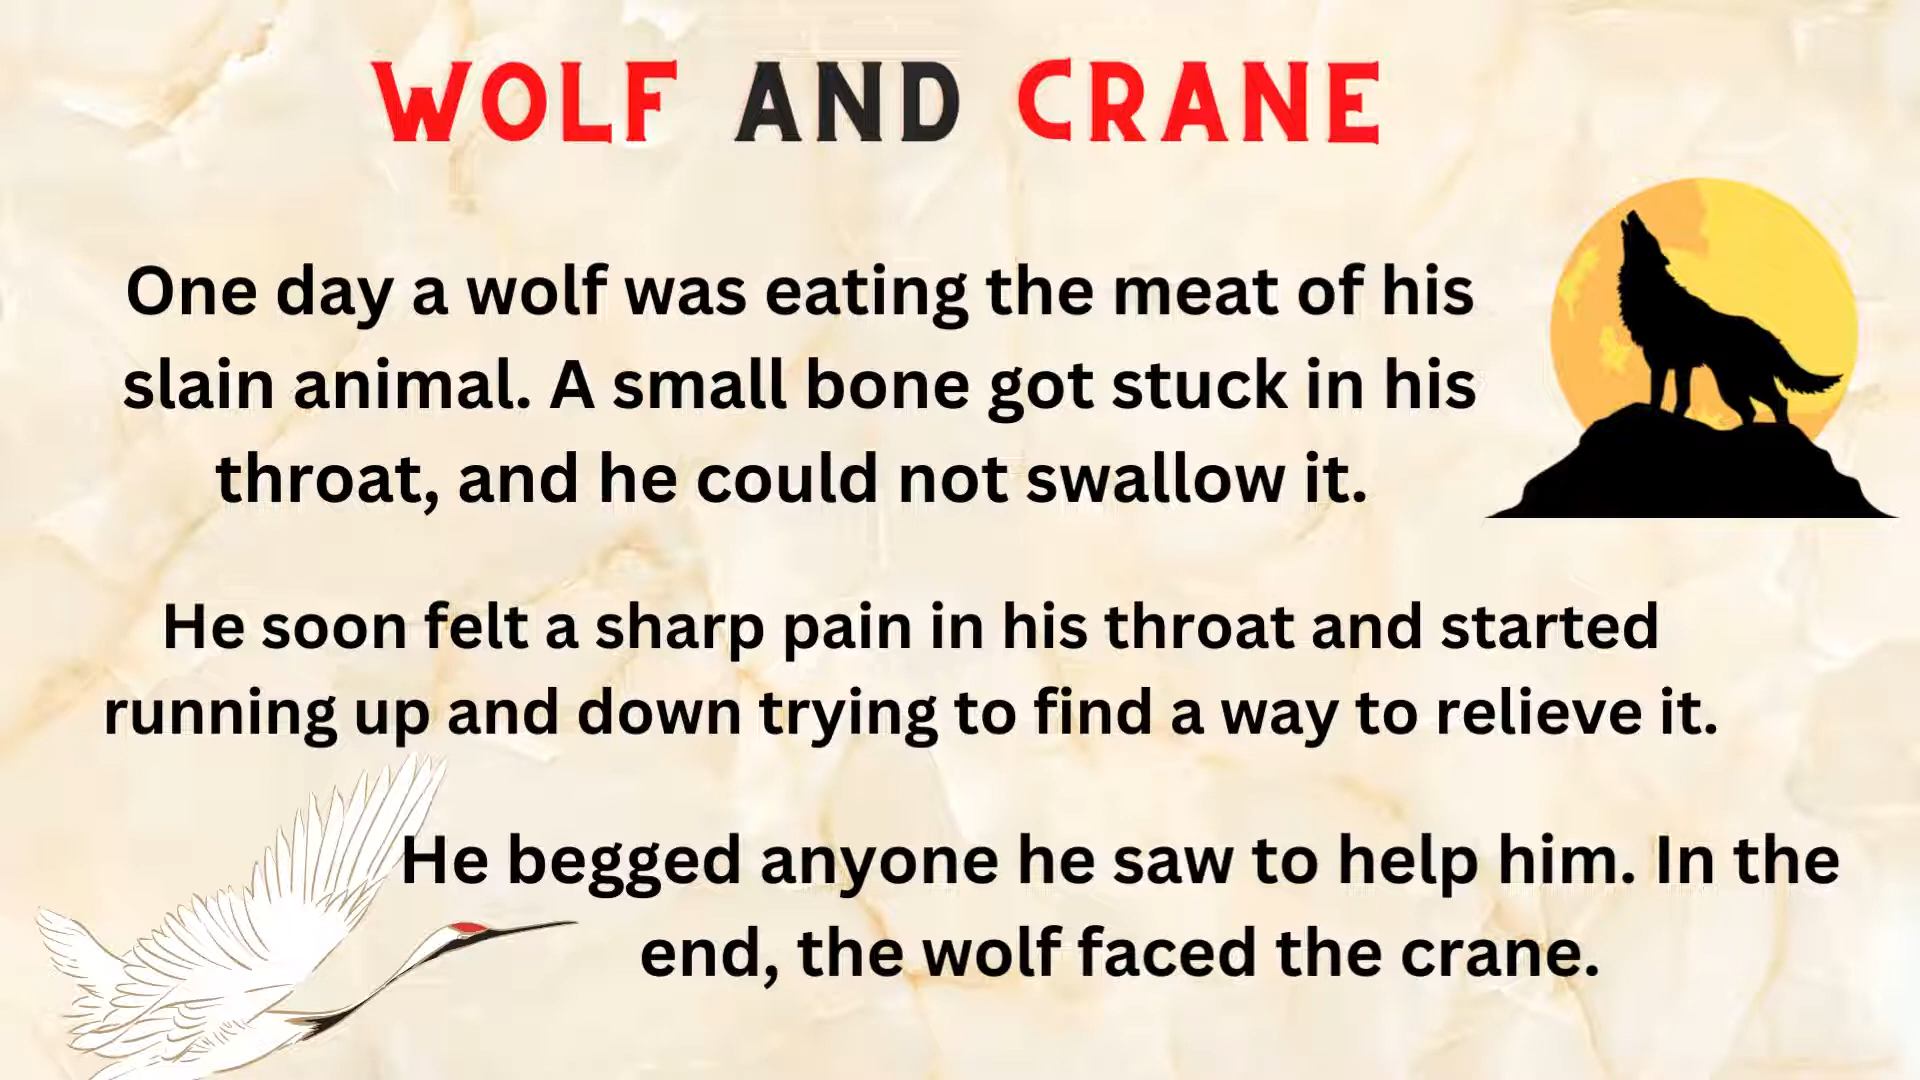 WOLF AND CRANE
One day a wolf was eating the meat of his
slain animal. A small bone got stuck in his
throat, and he could not swallow it.
He soon felt a sharp pain in his throat and started
running up and down trying to find a way to relieve it.
He begged anyone he saw to help him. In the
end, the wolf faced the crane.